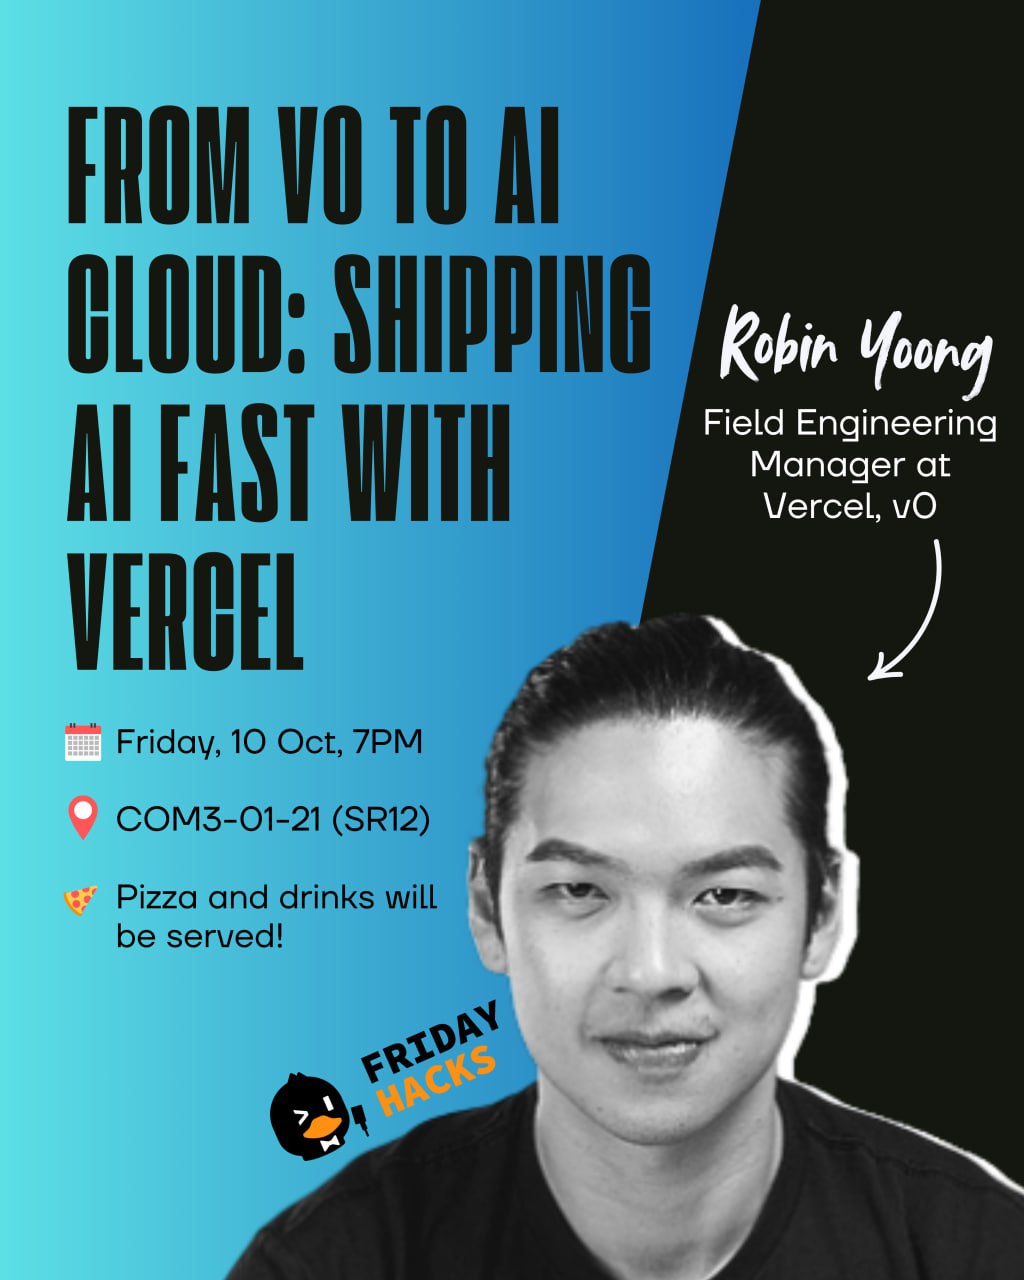 FROM V0 TO AI
CLOUD: SHIPPING
AI FAST WITH
VERCEL
Robin Yoong
Field Engineering
Manager at
Vercel, v0
Friday, 10 Oct, 7PM
COM3-01-21 (SR12)
Pizza and drinks will
be served!
FRIDAY
HACKS